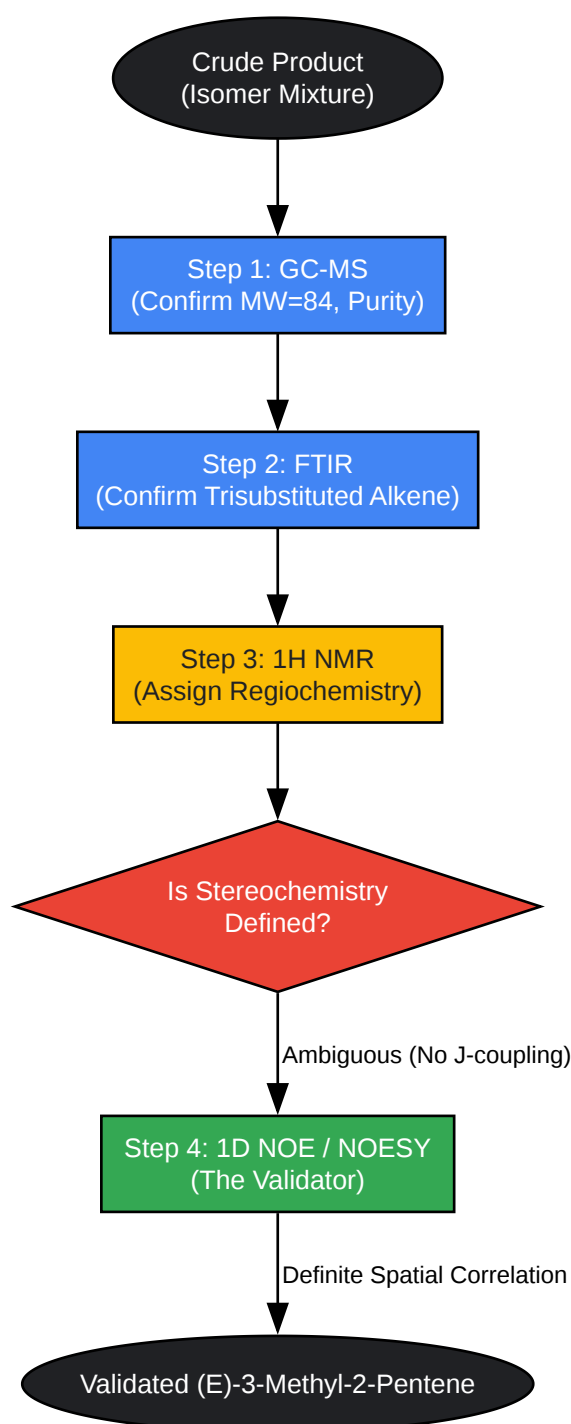 Crude Product
(Isomer Mixture)
Step 1: GC-MS
(Confirm MW=84, Purity)
Step 2: FTIR
(Confirm Trisubstituted Alkene)
Step 3: 1H NMR
(Assign Regiochemistry)
Is Stereochemistry
Defined?
Ambiguous (No J-coupling)
Step 4: 1D NOE / NOESY
(The Validator)
Definite Spatial Correlation
Validated (E)-3-Methyl-2-Pentene